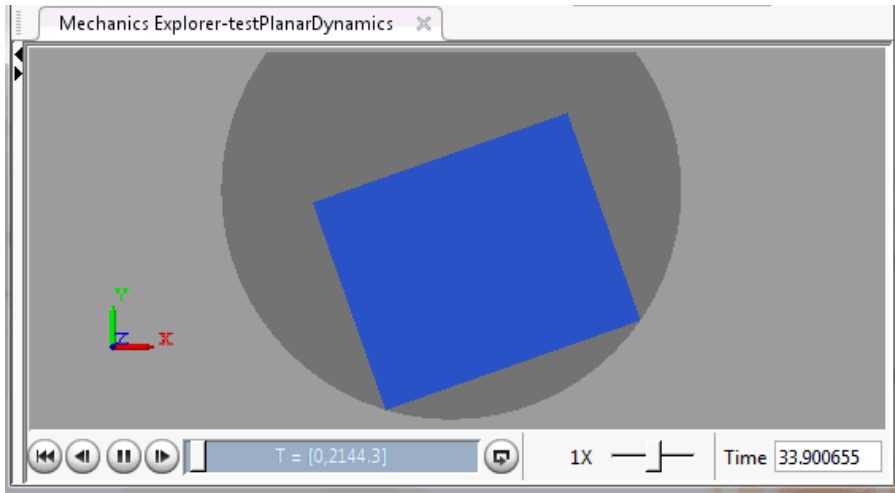 Mechanics Explorer-testPlanarDynamics
Y
Z X
T = [0,2144.3]
1X
Time 33.900655